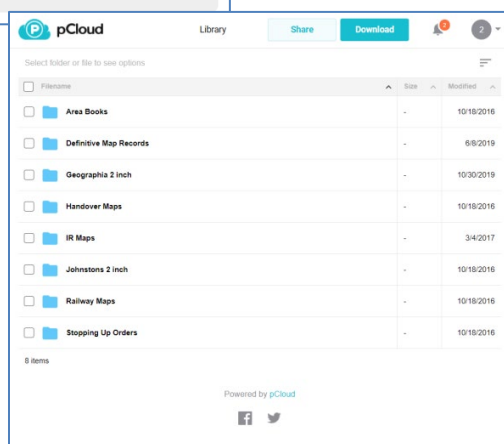 pCloud Library Share Download 2 2
Select folder or file to see options
Filename Size Modified
Area Books - 10/18/2016
Definitive Map Records - 6/8/2019
Geographia 2 inch - 10/30/2019
Handover Maps - 10/18/2016
IR Maps - 3/4/2017
Johnstons 2 inch - 10/18/2016
Railway Maps - 10/18/2016
Stopping Up Orders - 10/18/2016
8 items
Powered by pCloud